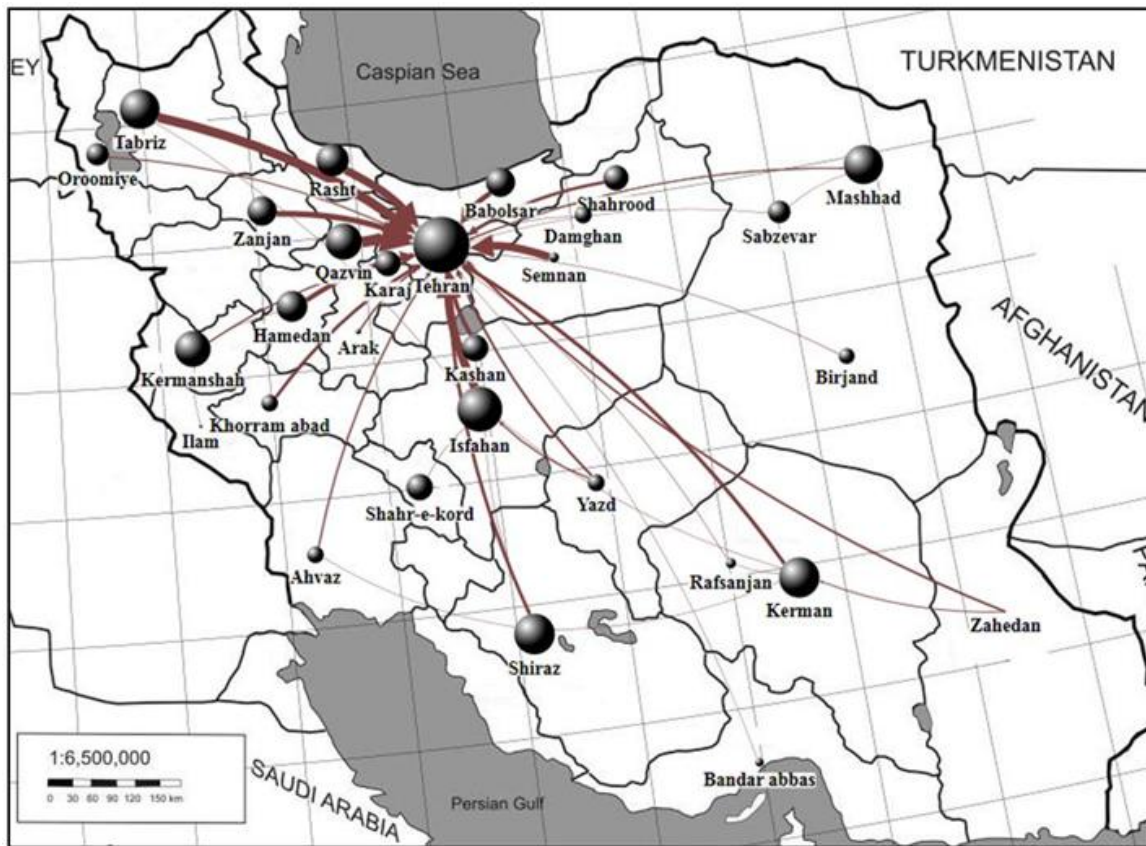 EY
Caspian Sea
TURKMENISTAN
Tabriz
Oroomiye
Rasht
Babolsar
Shahrood
Mashhad
Zanjan
Damghan
Sabzevar
Qazvin
Karaj
Tehran
Semnan
Hamedan
Arak
AFGHANISTAN
Kermanshah
Kashan
Birjand
Khorram abad
Ilam
Isfahan
Shahr-e-kord
Yazd
Ahvaz
Rafsanjan
Kerman
Zahedan
Shiraz
1:6,500,000
0 30 60 90 120 150 km
SAUDI ARABIA
Persian Gulf
Bandar abbas